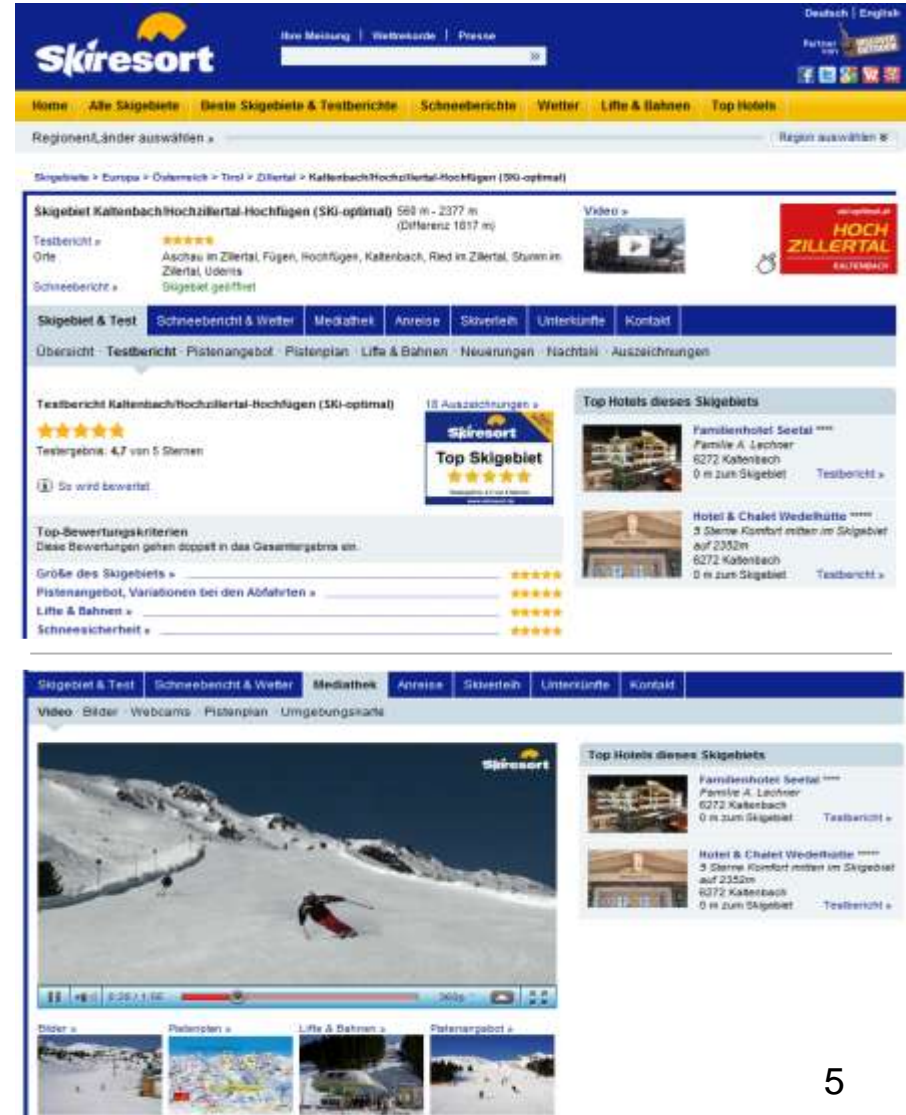 Deutsch | English
Skiresort
Ihre Meinung | Weltrekorde | Presse
Partner von
Home Alle Skigebiete Beste Skigebiete & Testberichte Schneeberichte Wetter Lifte & Bahnen Top Hotels
Regionen/Länder auswählen »
Region auswählen
Skigebiete > Europa > Österreich > Tirol > Zillertal > Kaltenbach/Hochzillertal-Hochfügen (SKi-optimal)
Skigebiet Kaltenbach/Hochzillertal-Hochfügen (SKi-optimal) 560 m - 2377 m
(Differenz 1817 m)
Video »
HOCH
ZILLERTAL
KALTENBACH
Testbericht »
Orte Aschau im Zillertal, Fügen, Hochfügen, Kaltenbach, Ried im Zillertal, Stumm im
Zillertal, Uderns
Schneebericht » Skigebiet geöffnet
Skigebiet & Test Schneebericht & Wetter Mediathek Anreise Skiverleih Unterkünfte Kontakt
Übersicht · Testbericht · Pistenangebot · Pistenplan · Lifte & Bahnen · Neuerungen · Nachtski · Auszeichnungen
Testbericht Kaltenbach/Hochzillertal-Hochfügen (SKi-optimal)
18 Auszeichnungen »
Testergebnis: 4,7 von 5 Sternen
Skiresort
Top Skigebiet
So wird bewertet
Top-Bewertungskriterien
Diese Bewertungen gehen doppelt in das Gesamtergebnis ein.
Größe des Skigebiets »
Pistenangebot, Variationen bei den Abfahrten »
Lifte & Bahnen »
Schneesicherheit »
Top Hotels dieses Skigebiets
Familienhotel Seetal ****
Familie A. Lechner
6272 Kaltenbach
0 m zum Skigebiet Testbericht »
Hotel & Chalet Wedelhütte *****
5 Sterne Komfort mitten im Skigebiet
auf 2352m
6272 Kaltenbach
0 m zum Skigebiet Testbericht »
Skigebiet & Test Schneebericht & Wetter Mediathek Anreise Skiverleih Unterkünfte Kontakt
Video · Bilder · Webcams · Pistenplan · Umgebungskarte
Skiresort
360p
Bilder » Pistenplan » Lifte & Bahnen » Pistenangebot »
Top Hotels dieses Skigebiets
Familienhotel Seetal ****
Familie A. Lechner
6272 Kaltenbach
0 m zum Skigebiet Testbericht »
Hotel & Chalet Wedelhütte *****
5 Sterne Komfort mitten im Skigebiet
auf 2352m
6272 Kaltenbach
0 m zum Skigebiet Testbericht »
5